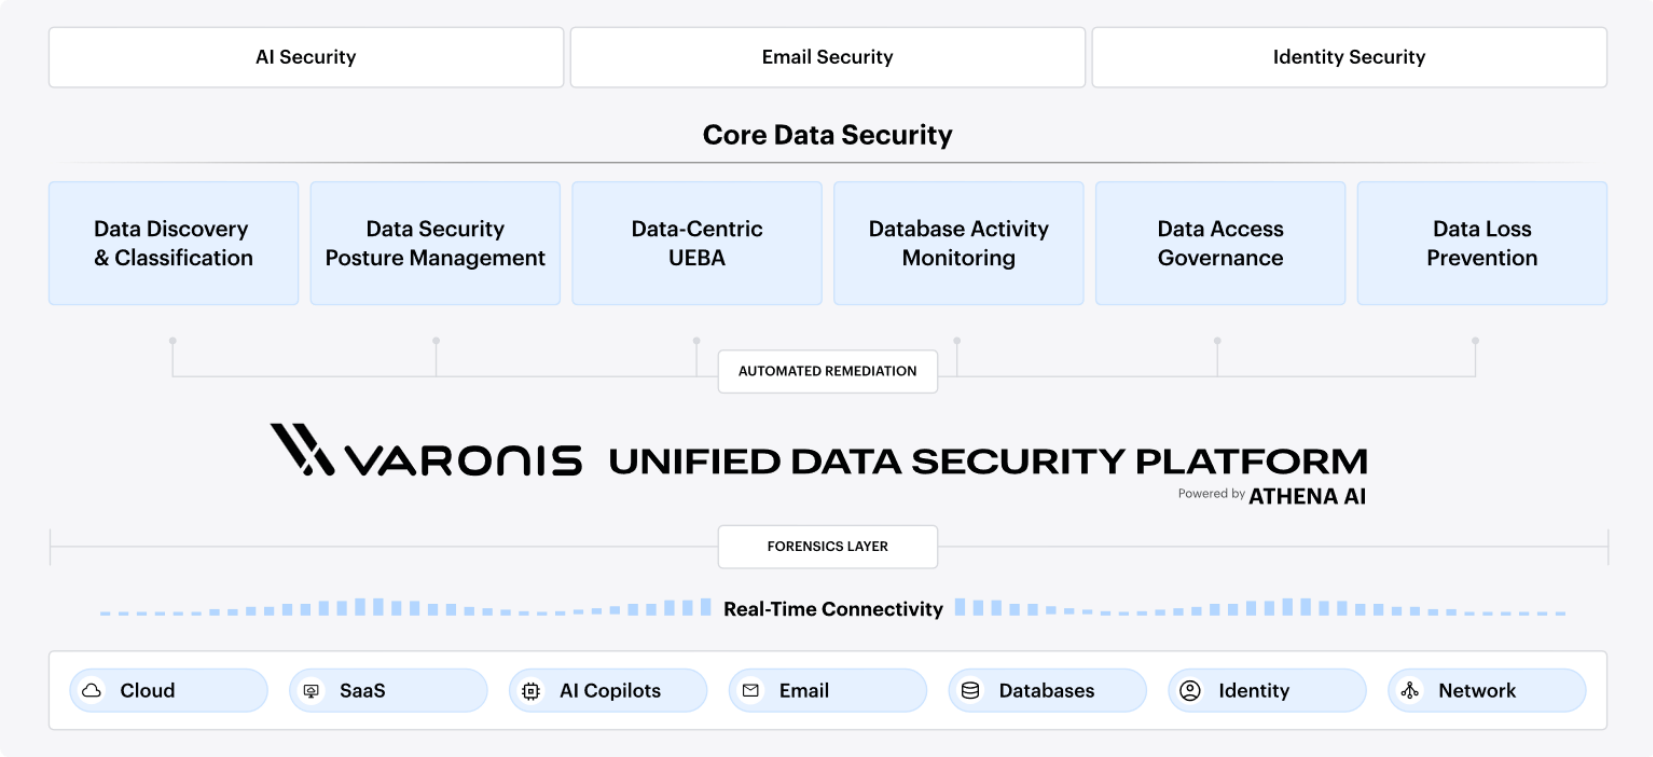 AI Security
Email Security
Identity Security
Core Data Security
Data Discovery
& Classification
Data Security
Posture Management
Data-Centric
UEBA
Database Activity
Monitoring
Data Access
Governance
Data Loss
Prevention
AUTOMATED REMEDIATION
VARONIS UNIFIED DATA SECURITY PLATFORM
Powered by ATHENA AI
FORENSICS LAYER
Real-Time Connectivity
Cloud
SaaS
AI Copilots
Email
Databases
Identity
Network